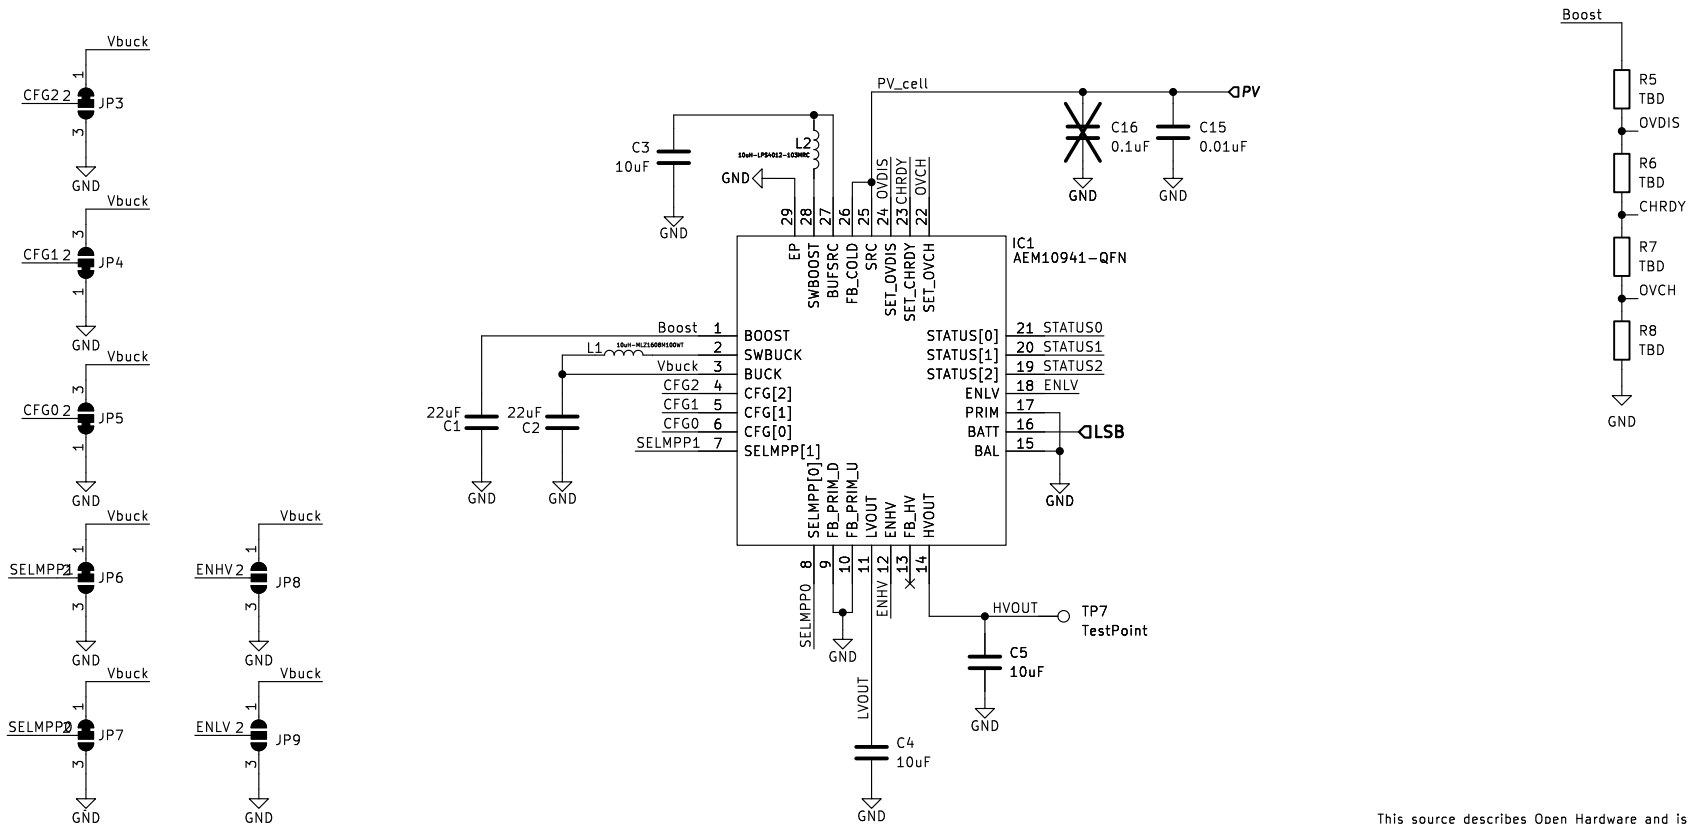 Vbuck
1
CFG2 2
JP3
3
GND
Vbuck
3
CFG1 2
JP4
1
GND
Vbuck
3
CFG0 2
JP5
1
GND
Vbuck
1
SELMPP1 2
JP6
3
GND
Vbuck
1
SELMPP0 2
JP7
3
GND
Vbuck
1
ENHV 2
JP8
3
GND
Vbuck
1
ENLV 2
JP9
3
GND
PV_cell
PV
C16
0.1uF
GND
C15
0.01uF
GND
C3
10uF
GND
L2
10uH-LPS4012-103MRC
GND
OVDIS
CHRDY
OVCH
29
28
27
26
25
24
23
22
EP
SWBOOST
BUFSRC
FB_COLD
SRC
SET_OVDIS
SET_CHRDY
SET_OVCH
IC1
AEM10941-QFN
Boost 1 BOOST
L1 10uH-MLZ1608M100WT 2 SWBUCK
Vbuck 3 BUCK
CFG2 4 CFG[2]
CFG1 5 CFG[1]
CFG0 6 CFG[0]
SELMPP1 7 SELMPP[1]
22uF
C1
GND
22uF
C2
GND
STATUS[0] 21 STATUS0
STATUS[1] 20 STATUS1
STATUS[2] 19 STATUS2
ENLV 18 ENLV
PRIM 17
BATT 16 LSB
BAL 15
GND
SELMPP[0]
FB_PRIM_D
FB_PRIM_U
LVOUT
ENHV
FB_HV
HVOUT
8
9
10
11
12
13
14
SELMPP0
GND
LVOUT
ENHV
HVOUT
TP7
TestPoint
C5
10uF
GND
C4
10uF
GND
Boost
R5
TBD
OVDIS
R6
TBD
CHRDY
R7
TBD
OVCH
R8
TBD
GND
This source describes Open Hardware and is